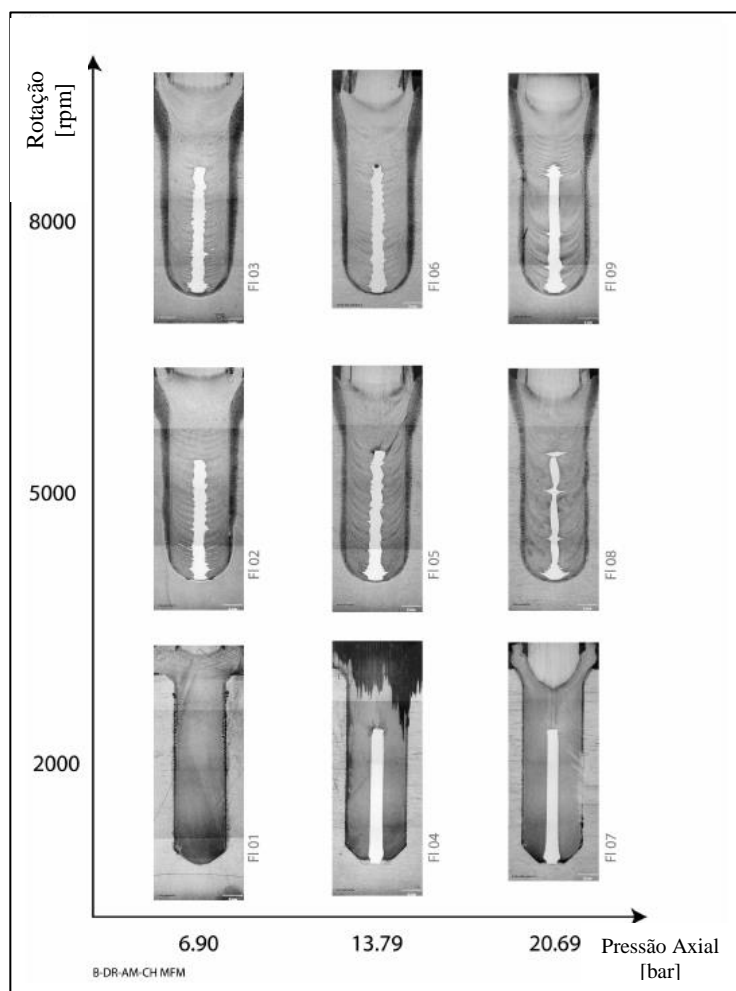 Rotação
[rpm]
8000
FI 03
FI 06
FI 09
5000
FI 02
FI 05
FI 08
2000
FI 01
FI 04
FI 07
6.90
13.79
20.69
Pressão Axial
[bar]
B-DR-AM-CH MFM